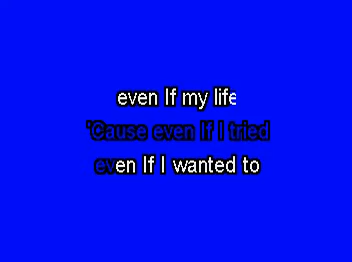 even If my life
'Cause even If I tried
even If I wanted to